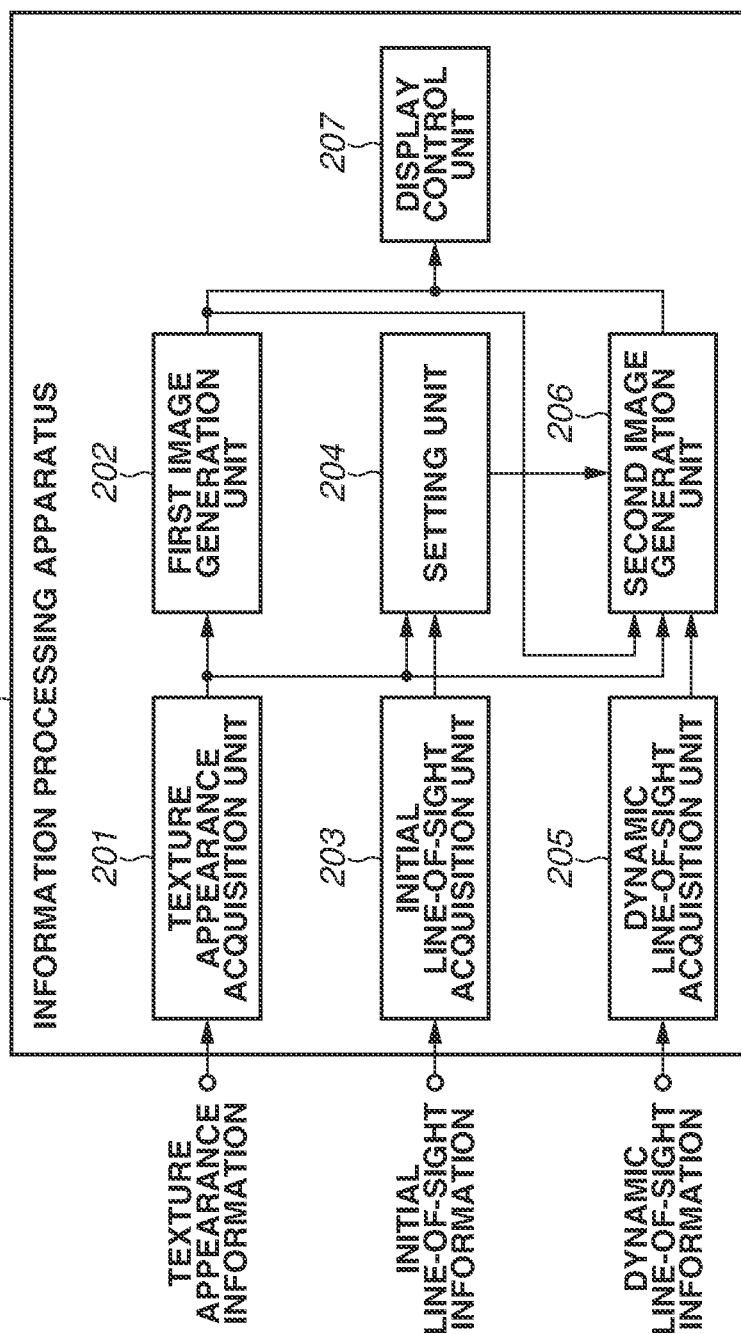 INFORMATION PROCESSING APPARATUS
TEXTURE
APPEARANCE
INFORMATION
201
TEXTURE
APPEARANCE
ACQUISITION UNIT
202
FIRST IMAGE
GENERATION
UNIT
INITIAL
LINE-OF-SIGHT
INFORMATION
203
INITIAL
LINE-OF-SIGHT
ACQUISITION UNIT
204
SETTING UNIT
207
DISPLAY
CONTROL
UNIT
DYNAMIC
LINE-OF-SIGHT
INFORMATION
205
DYNAMIC
LINE-OF-SIGHT
ACQUISITION UNIT
206
SECOND IMAGE
GENERATION
UNIT